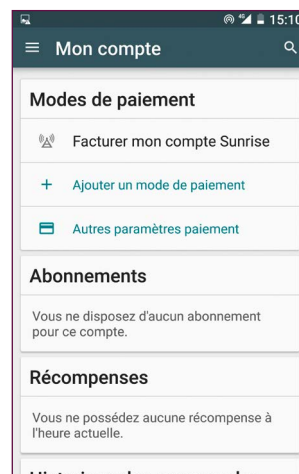 4G 15:10
Mon compte
Modes de paiement
Facturer mon compte Sunrise
Ajouter un mode de paiement
Autres paramètres paiement
Abonnements
Vous ne disposez d'aucun abonnement
pour ce compte.
Récompenses
Vous ne possédez aucune récompense à
l'heure actuelle.